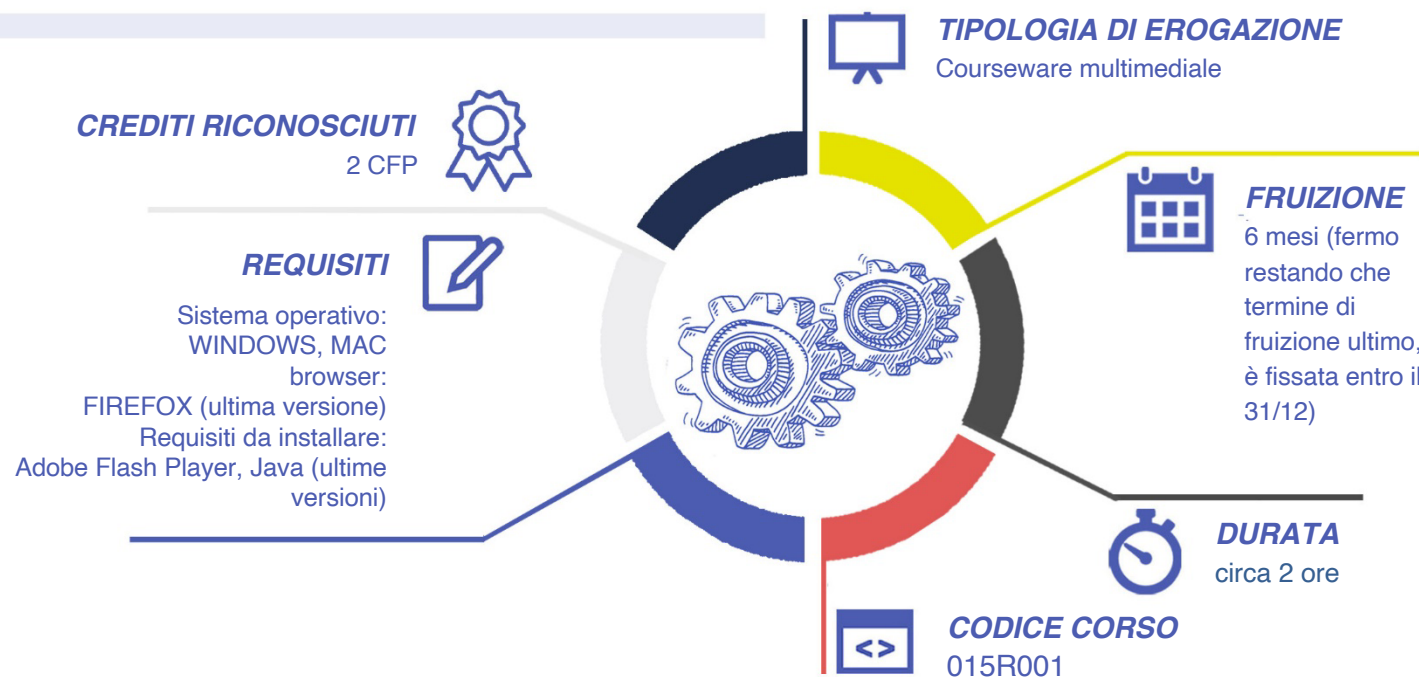 TIPOLOGIA DI EROGAZIONE
Courseware multimediale
CREDITI RICONOSCIUTI
2 CFP
FRUIZIONE
6 mesi (fermo
restando che
termine di
fruizione ultimo,
è fissata entro il
31/12)
REQUISITI
Sistema operativo:
WINDOWS, MAC
browser:
FIREFOX (ultima versione)
Requisiti da installare:
Adobe Flash Player, Java (ultime
versioni)
DURATA
circa 2 ore
<>
CODICE CORSO
015R001